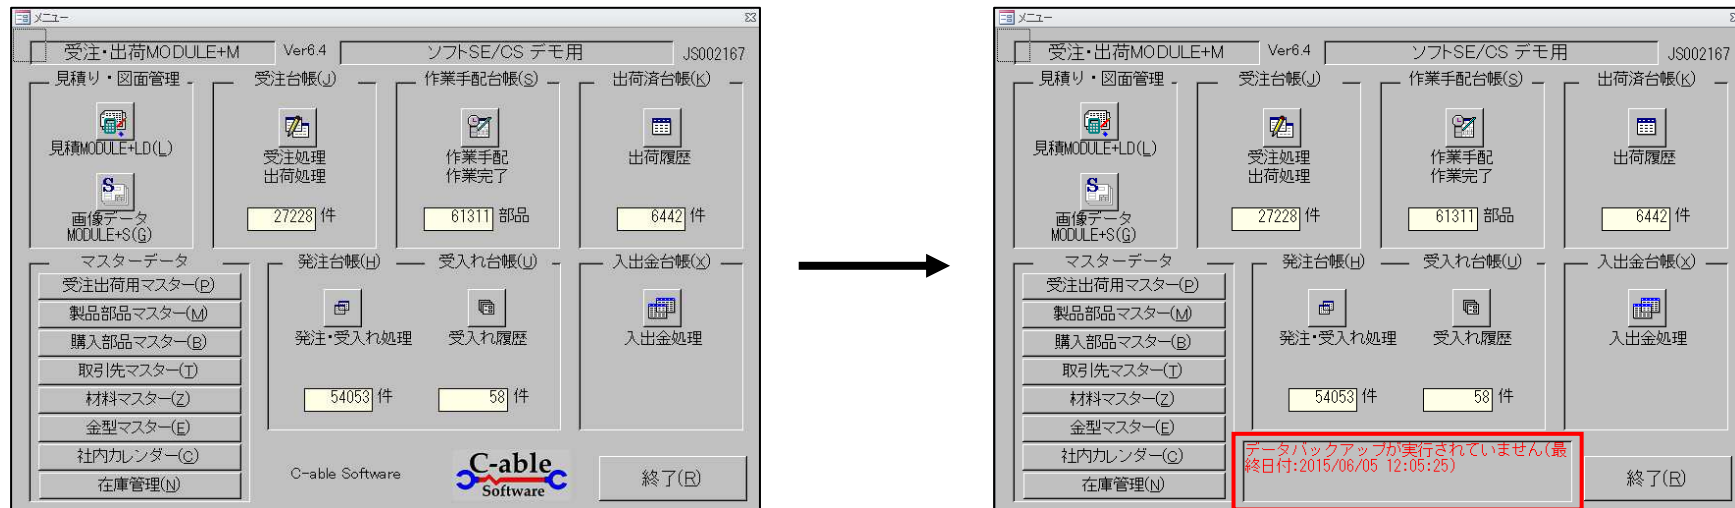 メニュー
受注・出荷MODULE+M Ver6.4 ソフトSE/CS デモ用 JS002167
見積り・図面管理 受注台帳(J) 作業手配台帳(S) 出荷済台帳(K)
見積MODULE+LD(L)
受注処理
出荷処理
作業手配
作業完了
出荷履歴
画像データ
MODULE+S(G)
27228 件 61311 部品 6442 件
マスターデータ 発注台帳(H) 受入れ台帳(U) 入出金台帳(X)
受注出荷用マスター(P)
製品部品マスター(M)
購入部品マスター(B)
取引先マスター(T)
材料マスター(Z)
金型マスター(E)
社内カレンダー(C)
在庫管理(N)
発注・受入れ処理 受入れ履歴 入出金処理
54053 件 58 件
C-able Software
C-able
Software
終了(R)
メニュー
受注・出荷MODULE+M Ver6.4 ソフトSE/CS デモ用 JS002167
見積り・図面管理 受注台帳(J) 作業手配台帳(S) 出荷済台帳(K)
見積MODULE+LD(L)
受注処理
出荷処理
作業手配
作業完了
出荷履歴
画像データ
MODULE+S(G)
27228 件 61311 部品 6442 件
マスターデータ 発注台帳(H) 受入れ台帳(U) 入出金台帳(X)
受注出荷用マスター(P)
製品部品マスター(M)
購入部品マスター(B)
取引先マスター(T)
材料マスター(Z)
金型マスター(E)
社内カレンダー(C)
在庫管理(N)
発注・受入れ処理 受入れ履歴 入出金処理
54053 件 58 件
データバックアップが実行されていません(最
終日付:2015/06/05 12:05:25)
終了(R)